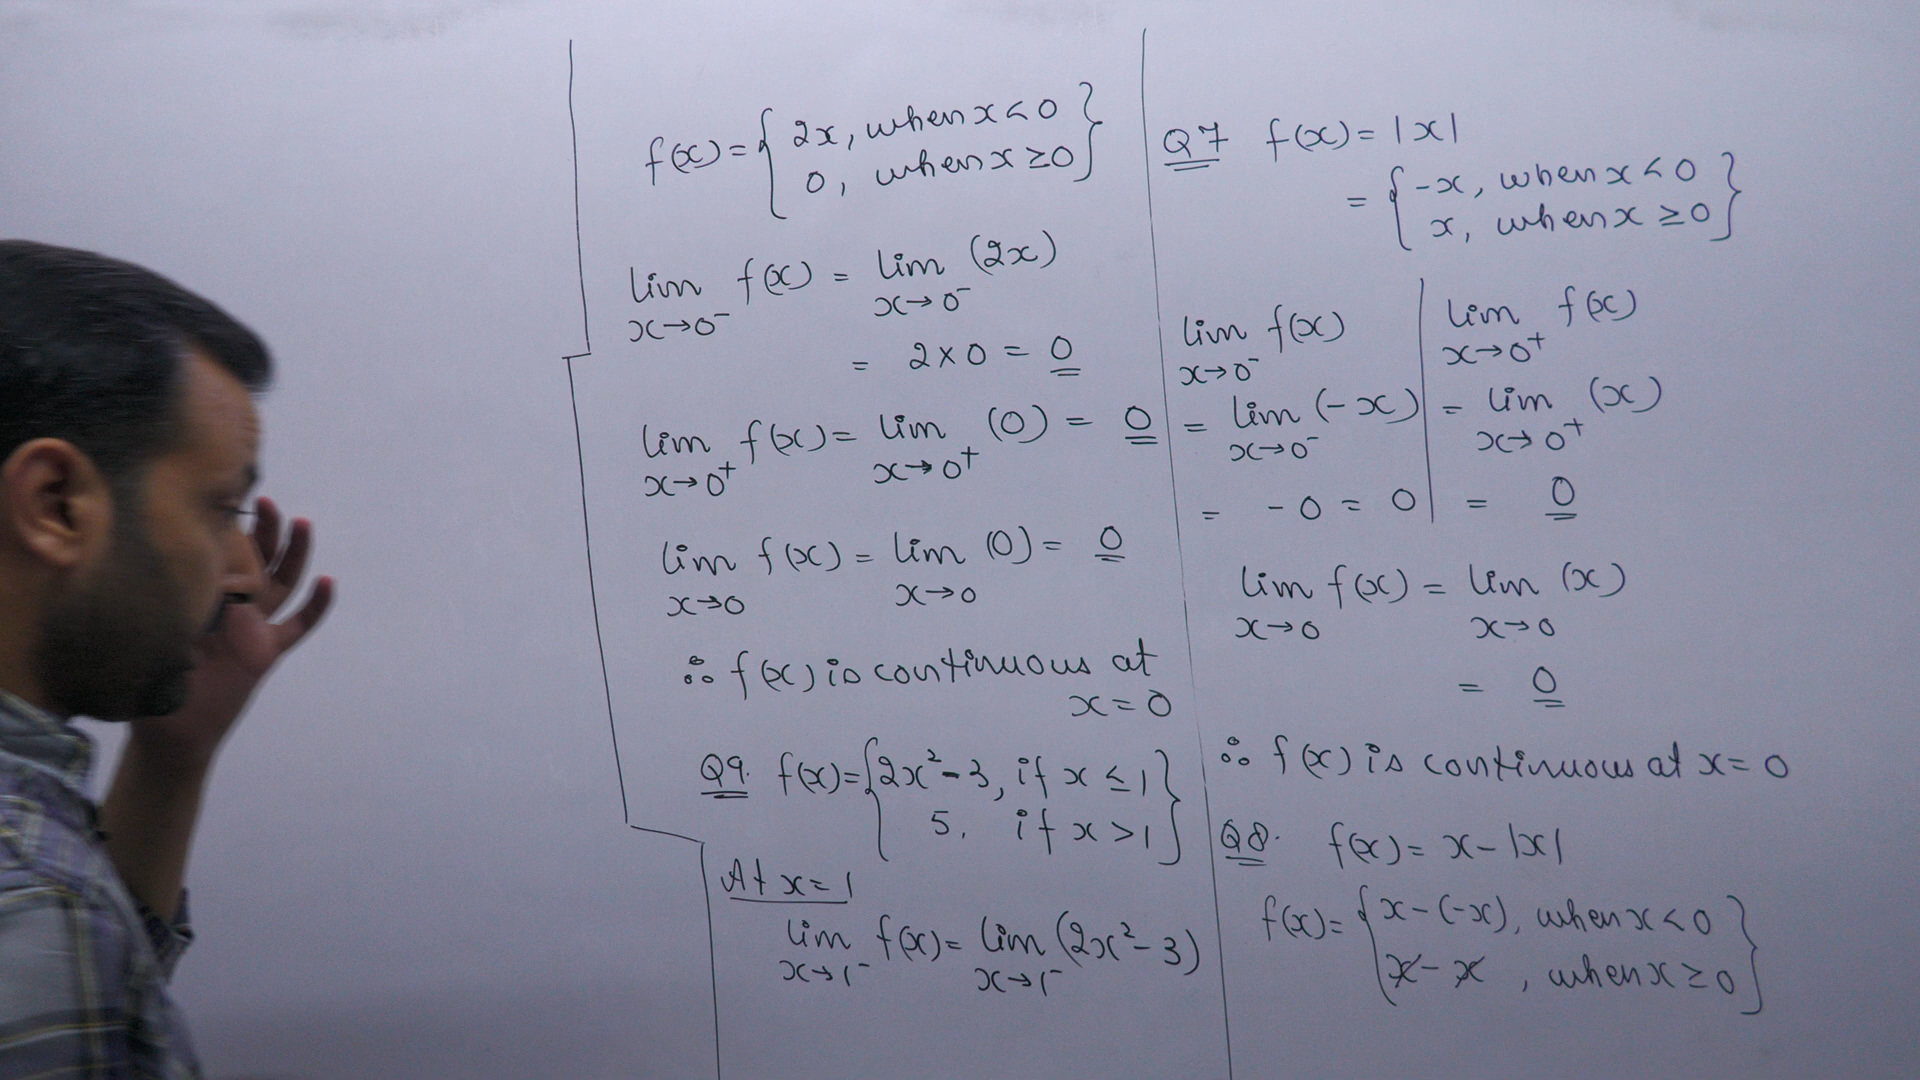 f(x) = { 2x, when x < 0
0, when x ≥ 0 }
lim x→0⁻ f(x) = lim x→0⁻ (2x)
= 2 × 0 = 0
lim x→0⁺ f(x) = lim x→0⁺ (0) = 0
lim x→0 f(x) = lim x→0 (0) = 0
∴ f(x) is continuous at
x = 0
Q9. f(x) = { 2x² - 3, if x ≤ 1
5, if x > 1 }
At x = 1
lim x→1⁻ f(x) = lim x→1⁻ (2x² - 3)
Q7 f(x) = |x|
= { -x, when x < 0
x, when x ≥ 0 }
lim x→0⁻ f(x)
= lim x→0⁻ (-x)
= - 0 = 0
lim x→0⁺ f(x)
= lim x→0⁺ (x)
= 0
lim x→0 f(x) = lim x→0 (x)
= 0
∴ f(x) is continuous at x = 0
Q8. f(x) = x - |x|
f(x) = { x - (-x), when x < 0
x - x , when x ≥ 0 }